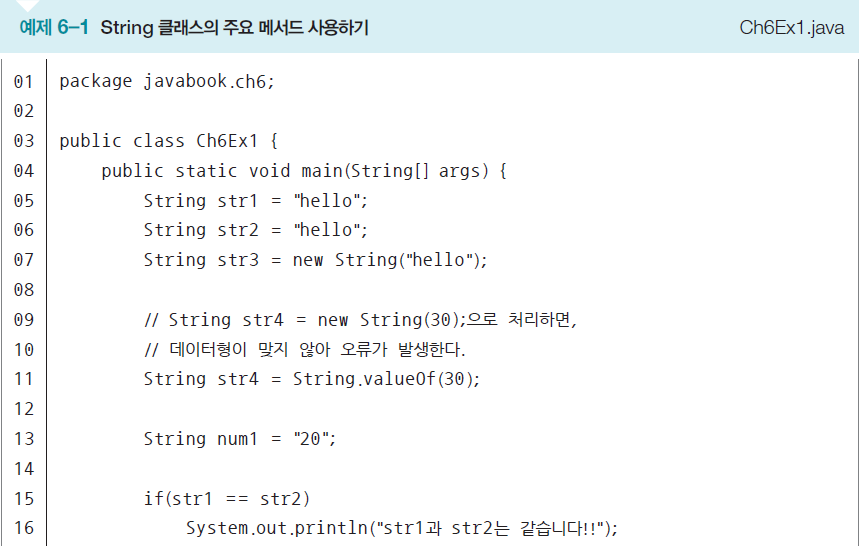 예제 6-1 String 클래스의 주요 메서드 사용하기 Ch6Ex1.java
01 package javabook.ch6;
02
03 public class Ch6Ex1 {
04 public static void main(String[] args) {
05 String str1 = "hello";
06 String str2 = "hello";
07 String str3 = new String("hello");
08
09 // String str4 = new String(30);으로 처리하면,
10 // 데이터형이 맞지 않아 오류가 발생한다.
11 String str4 = String.valueOf(30);
12
13 String num1 = "20";
14
15 if(str1 == str2)
16 System.out.println("str1과 str2는 같습니다!!");